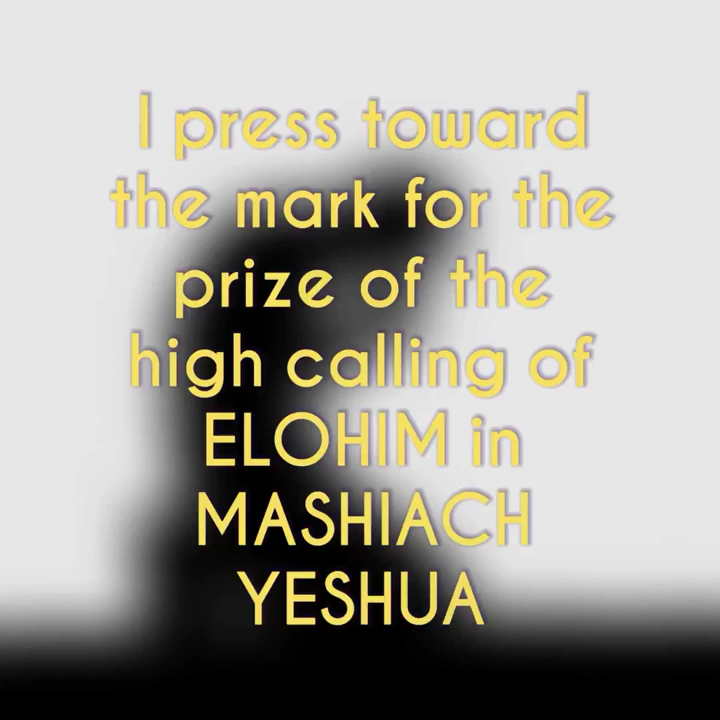 I press toward
the mark for the
prize of the
high calling of
ELOHIM in
MASHIACH
YESHUA